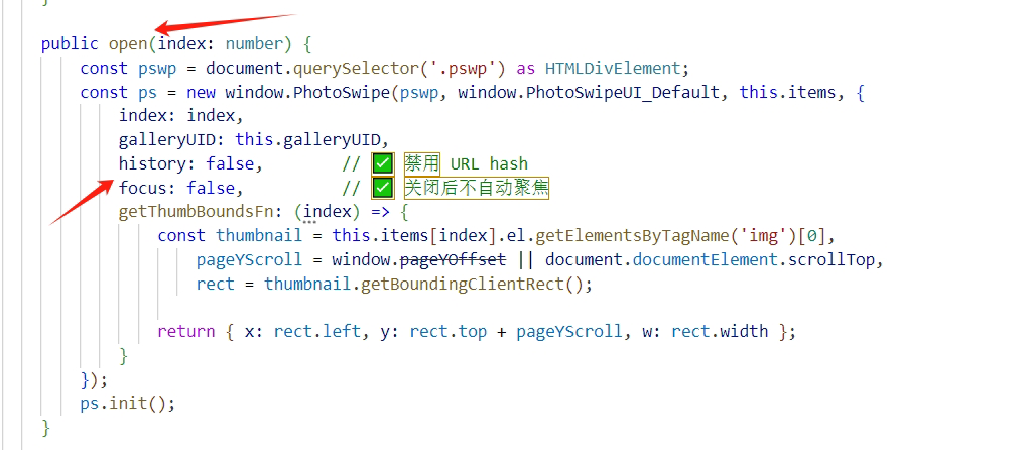 }
public open(index: number) {
const pswp = document.querySelector('.pswp') as HTMLDivElement;
const ps = new window.PhotoSwipe(pswp, window.PhotoSwipeUI_Default, this.items, {
index: index,
galleryUID: this.galleryUID,
history: false, // ✅ 禁用 URL hash
focus: false, // ✅ 关闭后不自动聚焦
getThumbBoundsFn: (index) => {
const thumbnail = this.items[index].el.getElementsByTagName('img')[0],
pageYScroll = window.pageYOffset || document.documentElement.scrollTop,
rect = thumbnail.getBoundingClientRect();
return { x: rect.left, y: rect.top + pageYScroll, w: rect.width };
}
});
ps.init();
}